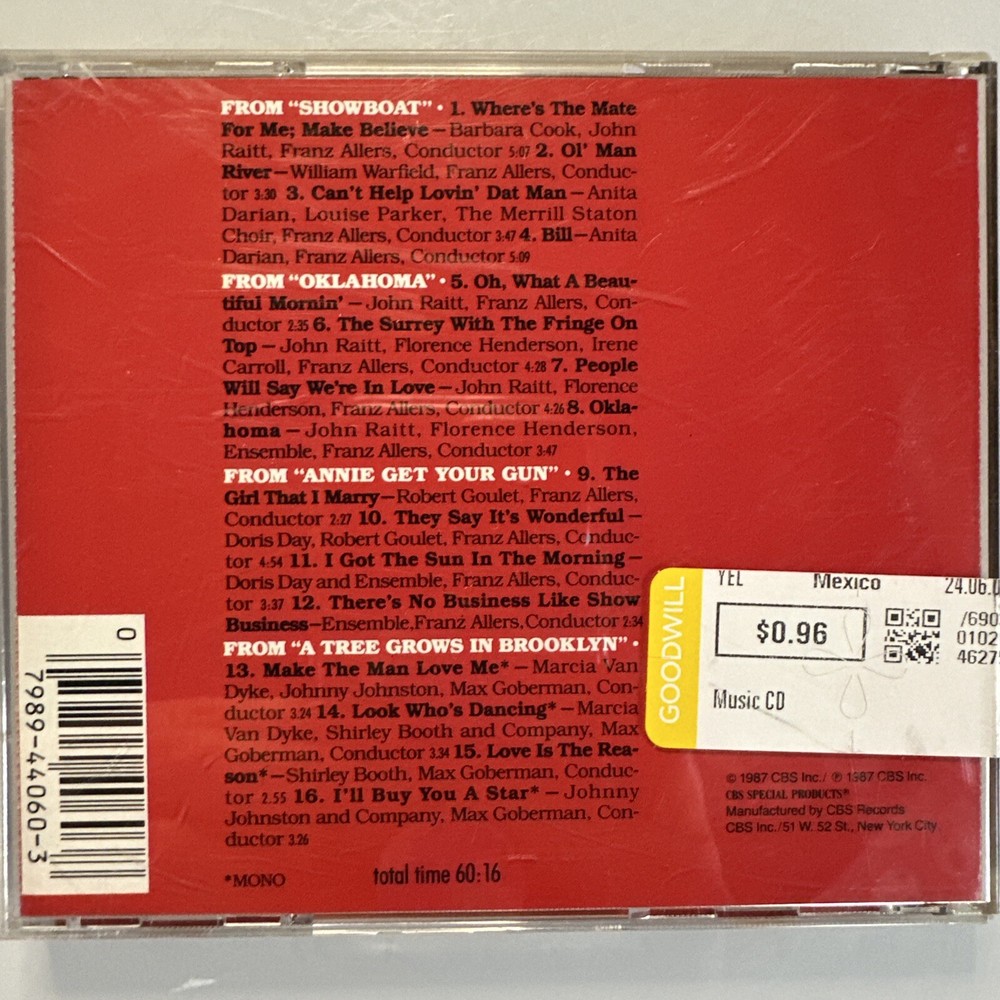 FROM "SHOWBOAT" • 1. Where's The Mate
For Me; Make Believe — Barbara Cook, John
Raitt, Franz Allers, Conductor 5:07 2. Ol' Man
River—William Warfield, Franz Allers, Conduc-
tor 3:30 3. Can't Help Lovin' Dat Man — Anita
Darian, Louise Parker, The Merrill Staton
Choir, Franz Allers, Conductor 3:47 4. Bill—Anita
Darian, Franz Allers, Conductor 5:09
FROM "OKLAHOMA" • 5. Oh, What A Beau-
tiful Mornin' — John Raitt, Franz Allers, Con-
ductor 2:35 6. The Surrey With The Fringe On
Top — John Raitt, Florence Henderson, Irene
Carroll, Franz Allers, Conductor 4:28 7. People
Will Say We're In Love — John Raitt, Florence
Henderson, Franz Allers, Conductor 4:26 8. Okla-
homa — John Raitt, Florence Henderson,
Ensemble, Franz Allers, Conductor 3:47
FROM "ANNIE GET YOUR GUN" • 9. The
Girl That I Marry—Robert Goulet, Franz Allers,
Conductor 2:27 10. They Say It's Wonderful —
Doris Day, Robert Goulet, Franz Allers, Conduc-
tor 4:54 11. I Got The Sun In The Morning —
Doris Day and Ensemble, Franz Allers, Conduc-
tor 3:37 12. There's No Business Like Show
Business—Ensemble, Franz Allers, Conductor 2:34
FROM "A TREE GROWS IN BROOKLYN" •
13. Make The Man Love Me* — Marcia Van
Dyke, Johnny Johnston, Max Goberman, Con-
ductor 3:24 14. Look Who's Dancing* — Marcia
Van Dyke, Shirley Booth and Company, Max
Goberman, Conductor 3:34 15. Love Is The Rea-
son*—Shirley Booth, Max Goberman, Conduc-
tor 2:55 16. I'll Buy You A Star* — Johnny
Johnston and Company, Max Goberman, Con-
ductor 3:26
*MONO
total time 60:16
0
7989-44060-3
GOODWILL
YEL Mexico 24.06.0
$0.96
/690
0102
4627
Music CD
© 1987 CBS Inc./ ℗ 1987 CBS Inc.
CBS SPECIAL PRODUCTS®
Manufactured by CBS Records
CBS Inc./51 W. 52 St., New York City